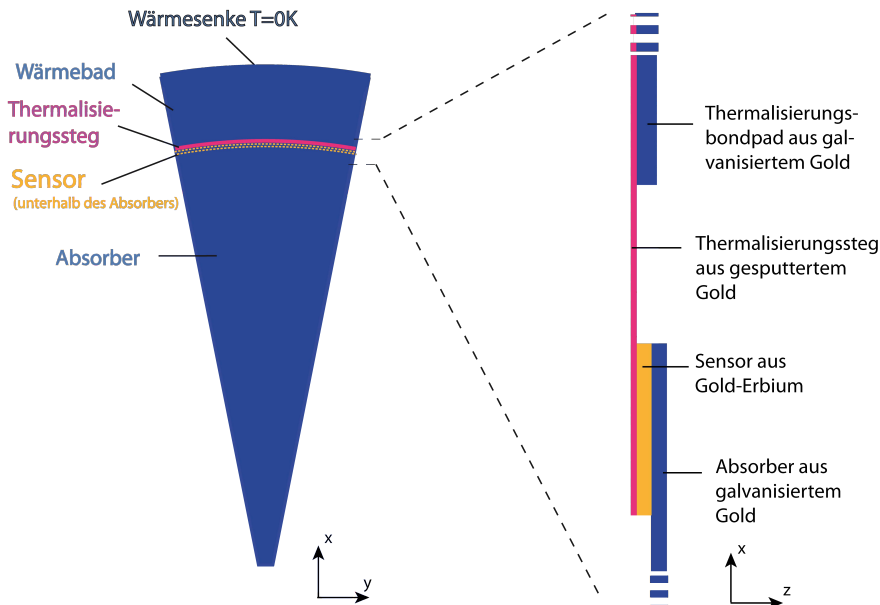 Wärmesenke T=0K
Wärmebad
Thermalisie-
rungssteg
Sensor
(unterhalb des Absorbers)
Absorber
x
y
Thermalisierungs-
bondpad aus gal-
vanisiertem Gold
Thermalisierungssteg
aus gesputtertem
Gold
Sensor aus
Gold-Erbium
Absorber aus
galvanisiertem
Gold
x
z